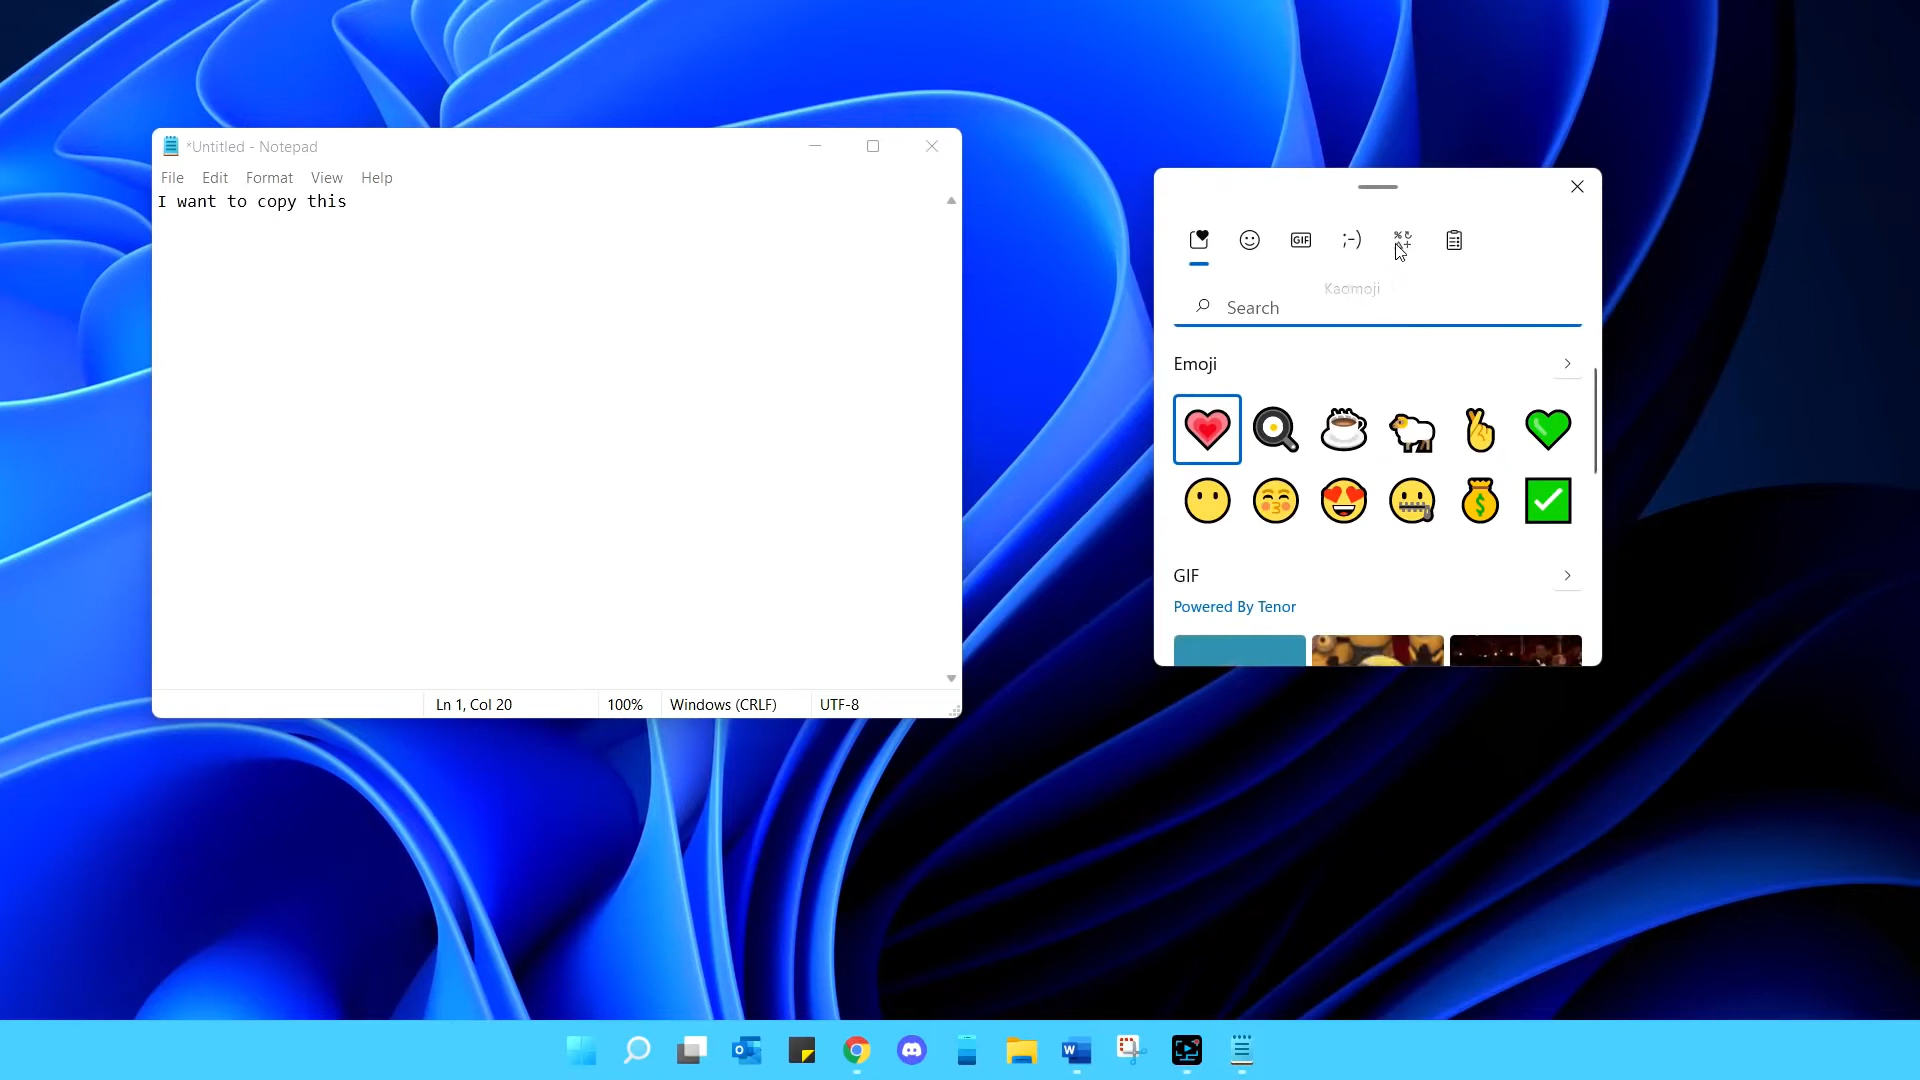 *Untitled - Notepad
File Edit Format View Help
I want to copy this
Ln 1, Col 20 100% Windows (CRLF) UTF-8
GIF ;-)
Kaomoji
Search
Emoji
GIF
Powered By Tenor